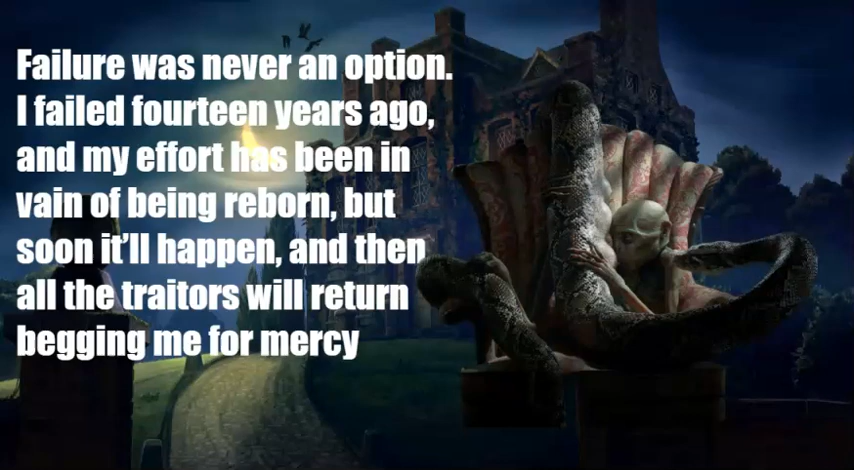 Failure was never an option.
I failed fourteen years ago,
and my effort has been in
vain of being reborn, but
soon it'll happen, and then
all the traitors will return
begging me for mercy